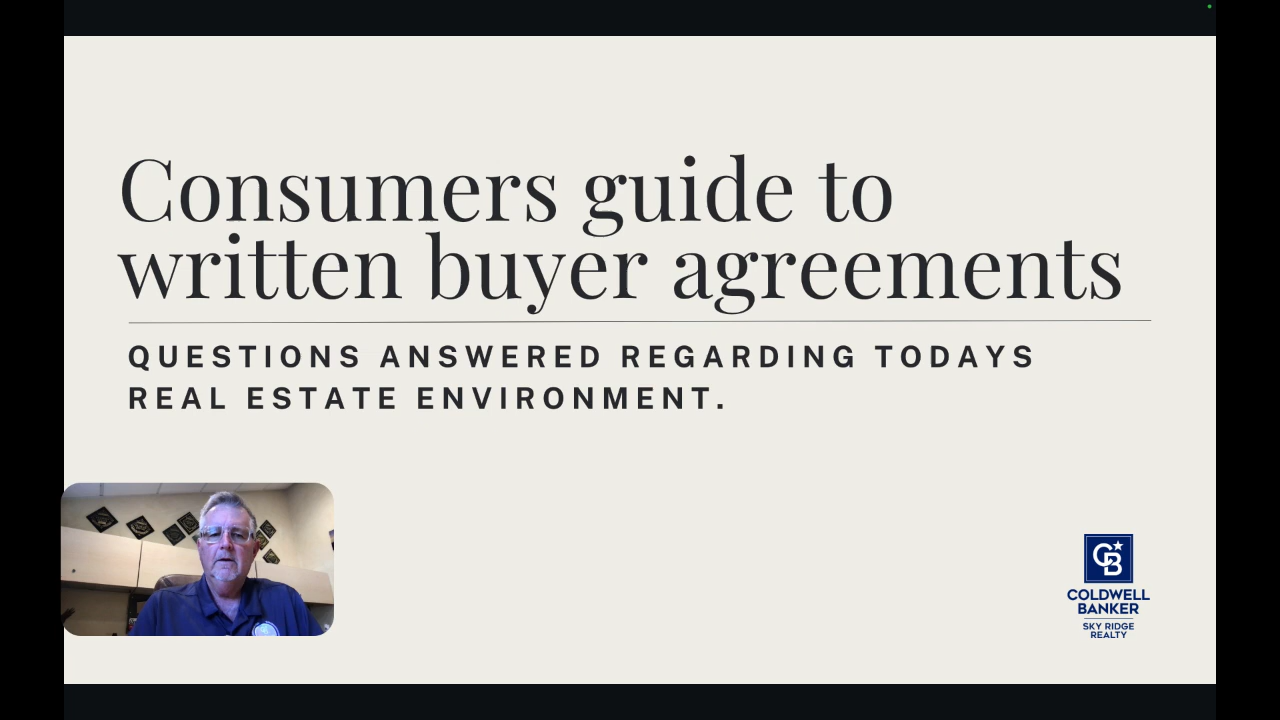 Consumers guide to
written buyer agreements
QUESTIONS ANSWERED REGARDING TODAYS
REAL ESTATE ENVIRONMENT.
CB
COLDWELL
BANKER
SKY RIDGE
REALTY